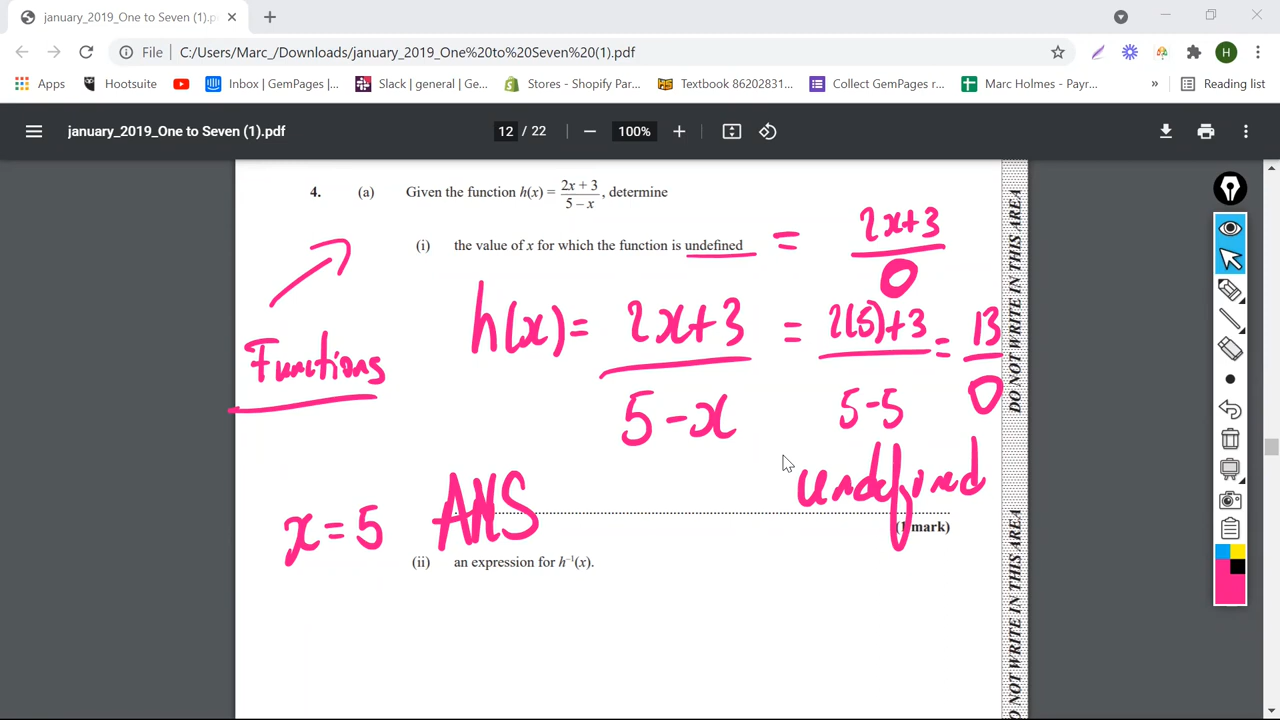 january_2019_One to Seven (1).p
File C:/Users/Marc_/Downloads/january_2019_One%20to%20Seven%20(1).pdf H
Apps Hootsuite Inbox | GemPages |... Slack | general | Ge... Stores - Shopify Par... Textbook 86202831... Collect GemPages r... Marc Holmes - Payr... » Reading list
january_2019_One to Seven (1).pdf 12 / 22 100%
4. (a) Given the function h(x) = (2x + 3)/(5 – x), determine
(i) the value of x for which the function is undefined = (2x+3)/0
h(x) = (2x+3)/(5-x) = (2(5)+3)/(5-5) = 13/0
Functions
undefined
x = 5 ANS
(1 mark)
(ii) an expression for h⁻¹(x).
DO NOT WRITE IN THIS AREA
DO NOT WRITE IN THIS AREA